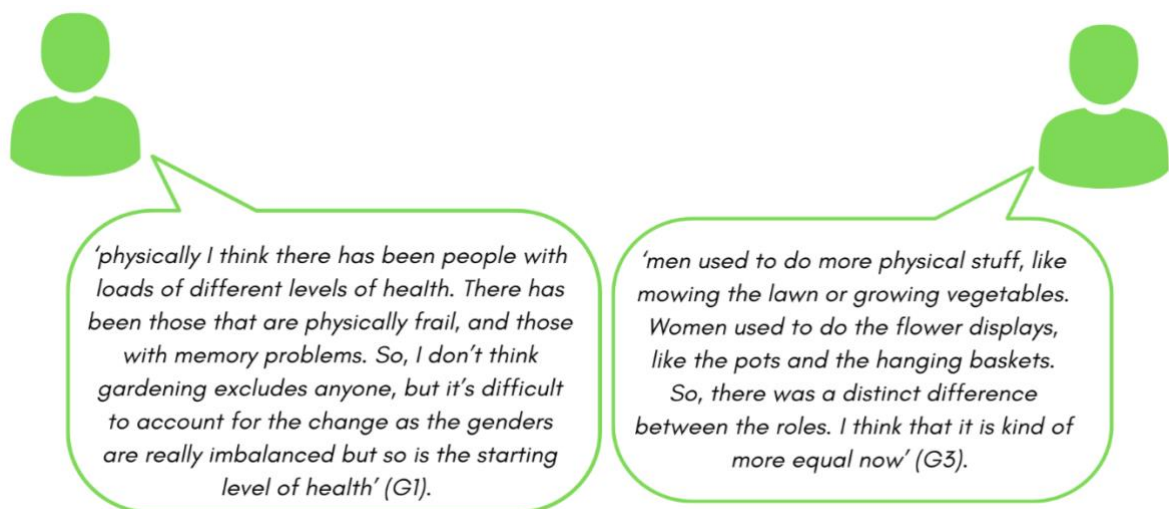 ‘physically I think there has been people with
loads of different levels of health. There has
been those that are physically frail, and those
with memory problems. So, I don’t think
gardening excludes anyone, but it’s difficult
to account for the change as the genders
are really imbalanced but so is the starting
level of health’ (G1).
‘men used to do more physical stuff, like
mowing the lawn or growing vegetables.
Women used to do the flower displays,
like the pots and the hanging baskets.
So, there was a distinct difference
between the roles. I think that it is kind of
more equal now’ (G3).